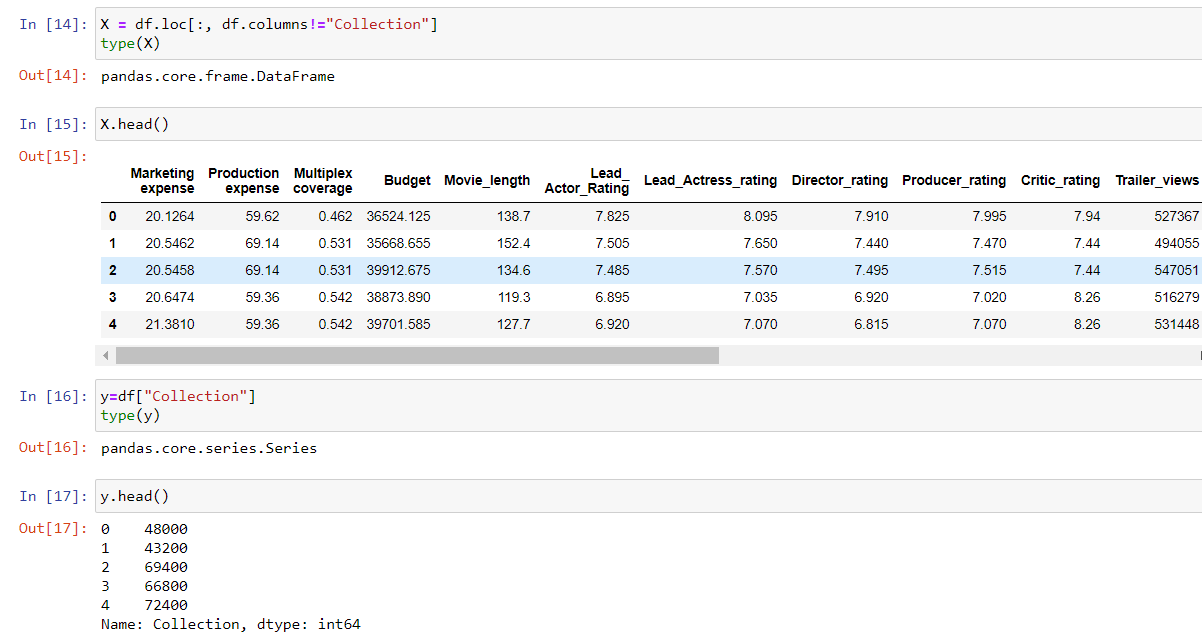 In [14]: X = df.loc[:, df.columns!="Collection"]
type(X)
Out[14]: pandas.core.frame.DataFrame
In [15]: X.head()
Out[15]:
Marketing expense Production expense Multiplex coverage Budget Movie_length Lead_ Actor_Rating Lead_Actress_rating Director_rating Producer_rating Critic_rating Trailer_views
0 20.1264 59.62 0.462 36524.125 138.7 7.825 8.095 7.910 7.995 7.94 527367
1 20.5462 69.14 0.531 35668.655 152.4 7.505 7.650 7.440 7.470 7.44 494055
2 20.5458 69.14 0.531 39912.675 134.6 7.485 7.570 7.495 7.515 7.44 547051
3 20.6474 59.36 0.542 38873.890 119.3 6.895 7.035 6.920 7.020 8.26 516279
4 21.3810 59.36 0.542 39701.585 127.7 6.920 7.070 6.815 7.070 8.26 531448
In [16]: y=df["Collection"]
type(y)
Out[16]: pandas.core.series.Series
In [17]: y.head()
Out[17]: 0 48000
1 43200
2 69400
3 66800
4 72400
Name: Collection, dtype: int64